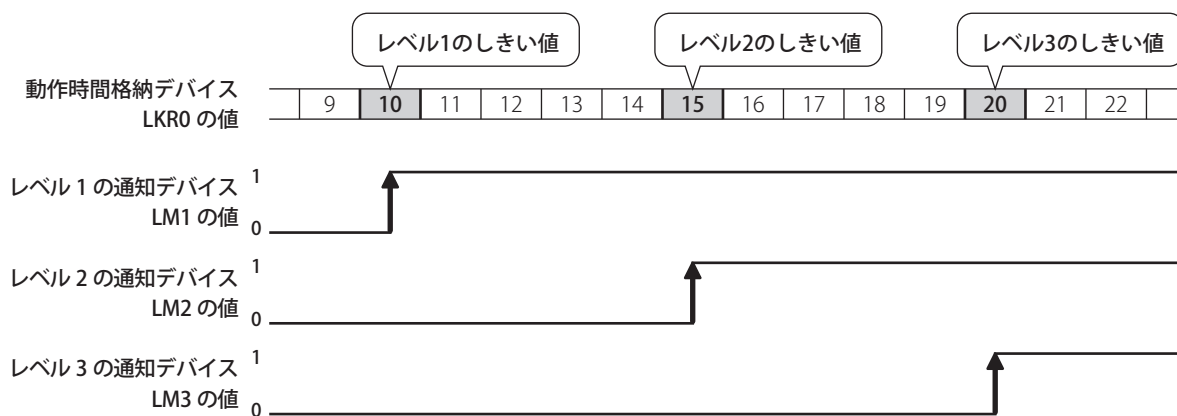 レベル1のしきい値 レベル2のしきい値 レベル3のしきい値
動作時間格納デバイス
LKR0 の値
9 10 11 12 13 14 15 16 17 18 19 20 21 22
レベル 1 の通知デバイス 1
LM1 の値 0
レベル 2 の通知デバイス 1
LM2 の値 0
レベル 3 の通知デバイス 1
LM3 の値 0